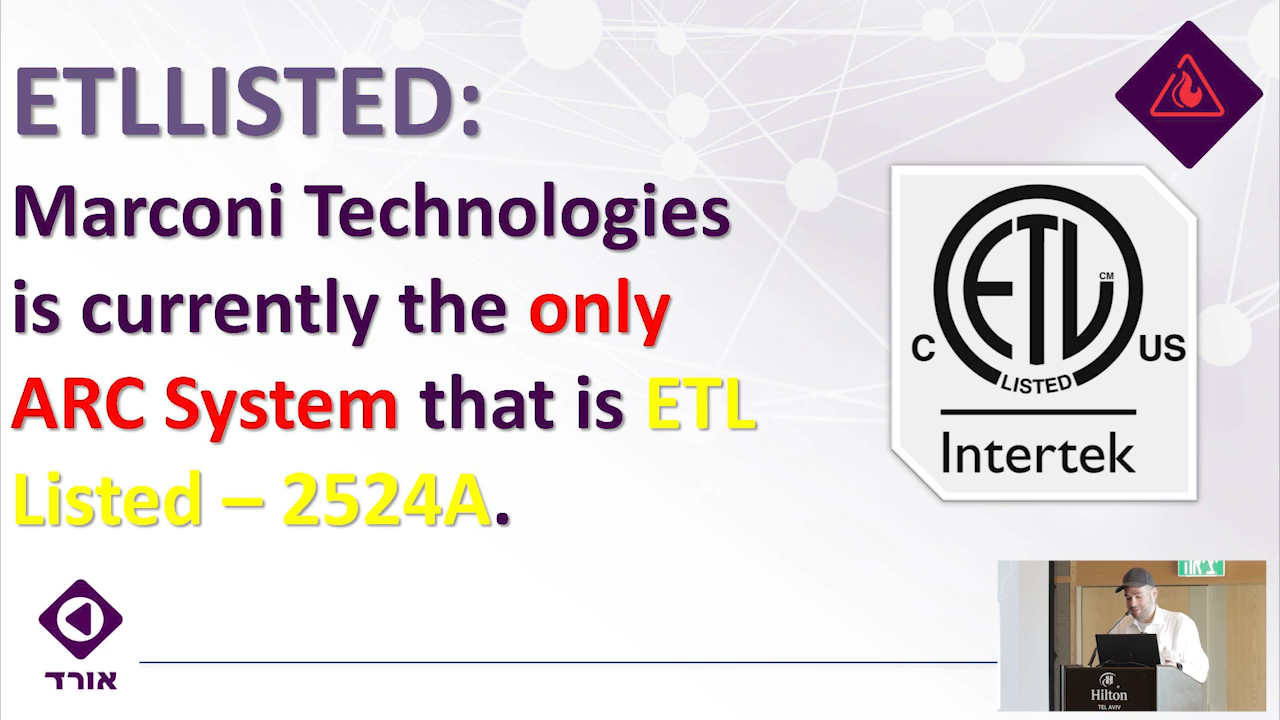 ETLLISTED:
Marconi Technologies
is currently the only
ARC System that is ETL
Listed – 2524A.
ETL
CM
C
US
LISTED
Intertek
אורד
יציאה
Hilton
TEL AVIV